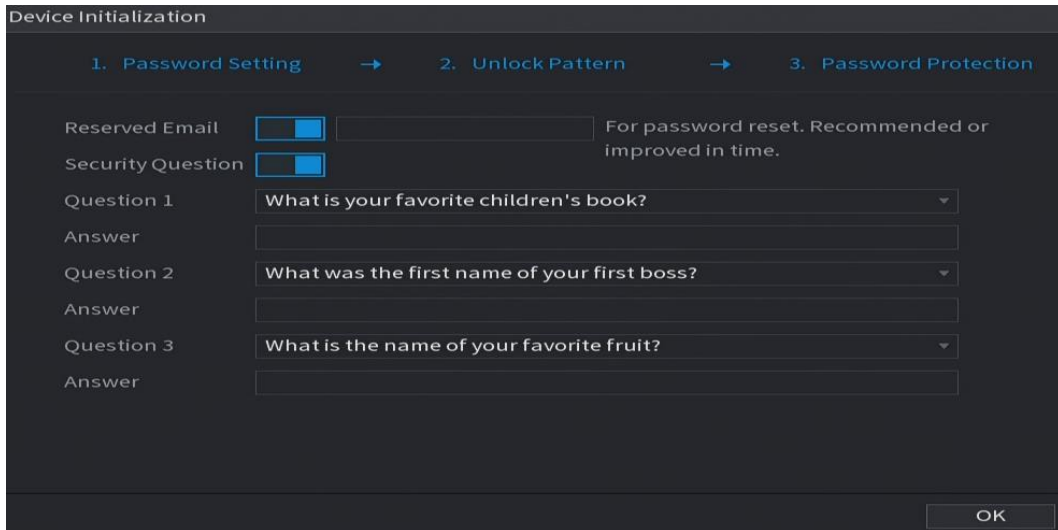 Device Initialization
1. Password Setting → 2. Unlock Pattern → 3. Password Protection
Reserved Email For password reset. Recommended or
improved in time.
Security Question
Question 1 What is your favorite children's book?
Answer
Question 2 What was the first name of your first boss?
Answer
Question 3 What is the name of your favorite fruit?
Answer
OK